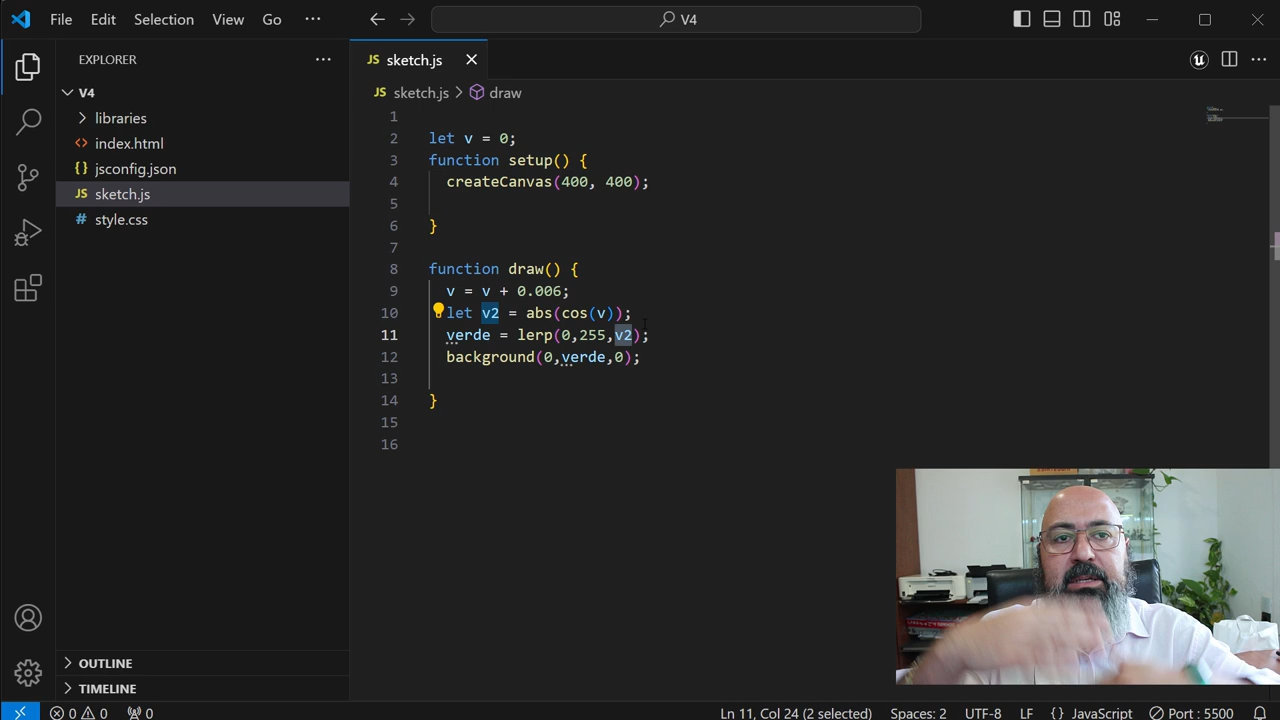 File Edit Selection View Go ···
V4
EXPLORER
V4
libraries
index.html
jsconfig.json
JS sketch.js
# style.css
OUTLINE
TIMELINE
JS sketch.js
JS sketch.js > draw
1
2 let v = 0;
3 function setup() {
4 createCanvas(400, 400);
5
6 }
7
8 function draw() {
9 v = v + 0.006;
10 let v2 = abs(cos(v));
11 verde = lerp(0,255,v2);
12 background(0,verde,0);
13
14 }
15
16
0 0 0 Ln 11, Col 24 (2 selected) Spaces: 2 UTF-8 LF {} JavaScript Port : 5500